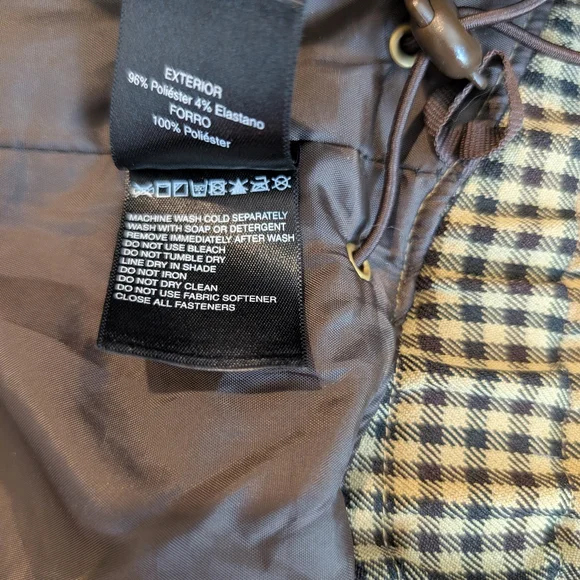 EXTERIOR
96% Poliéster 4% Elastano
FORRO
100% Poliéster
MACHINE WASH COLD SEPARATELY
WASH WITH SOAP OR DETERGENT
REMOVE IMMEDIATELY AFTER WASH
DO NOT USE BLEACH
DO NOT TUMBLE DRY
LINE DRY IN SHADE
DO NOT IRON
DO NOT DRY CLEAN
DO NOT USE FABRIC SOFTENER
CLOSE ALL FASTENERS